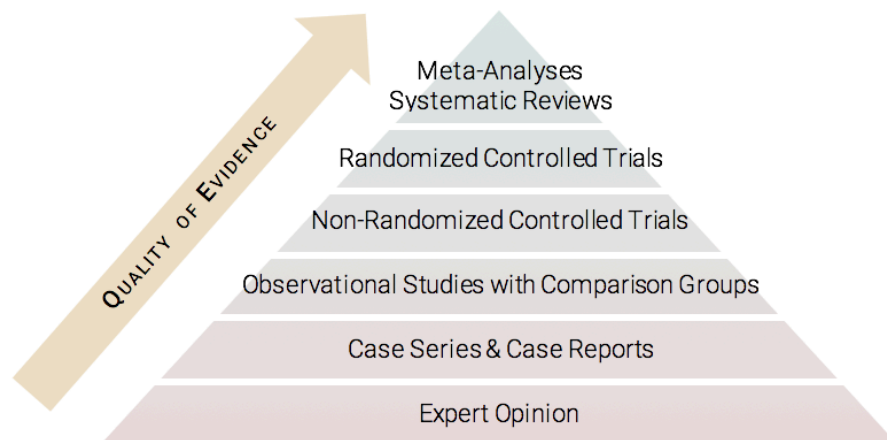 Meta-Analyses
Systematic Reviews
Randomized Controlled Trials
Non-Randomized Controlled Trials
Observational Studies with Comparison Groups
Case Series & Case Reports
Expert Opinion
QUALITY OF EVIDENCE